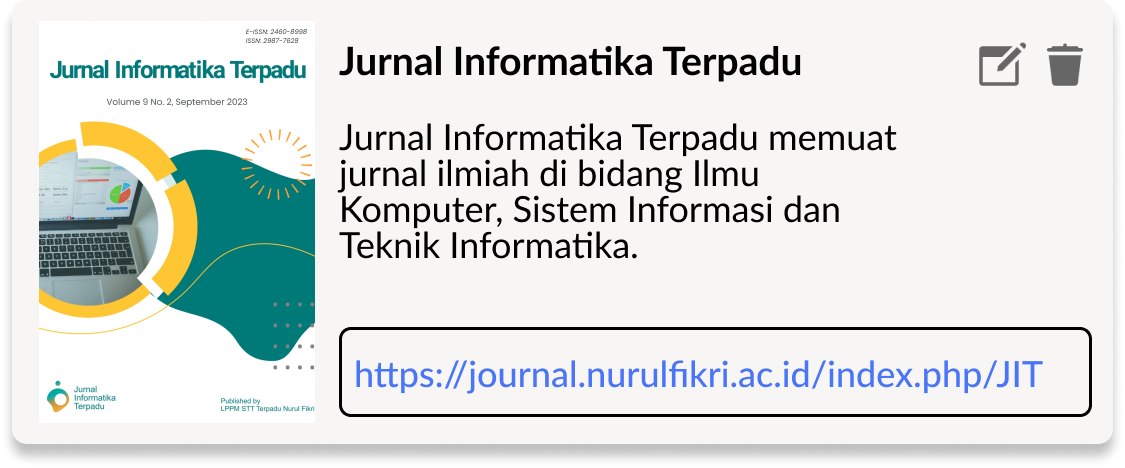 E-ISSN: 2460-8998
ISSN: 2987-7628
Jurnal Informatika Terpadu
Volume 9 No. 2, September 2023
Jurnal
Informatika
Terpadu
Published by
LPPM STT Terpadu Nurul Fikri
Jurnal Informatika Terpadu
Jurnal Informatika Terpadu memuat
jurnal ilmiah di bidang Ilmu
Komputer, Sistem Informasi dan
Teknik Informatika.
https://journal.nurulfikri.ac.id/index.php/JIT